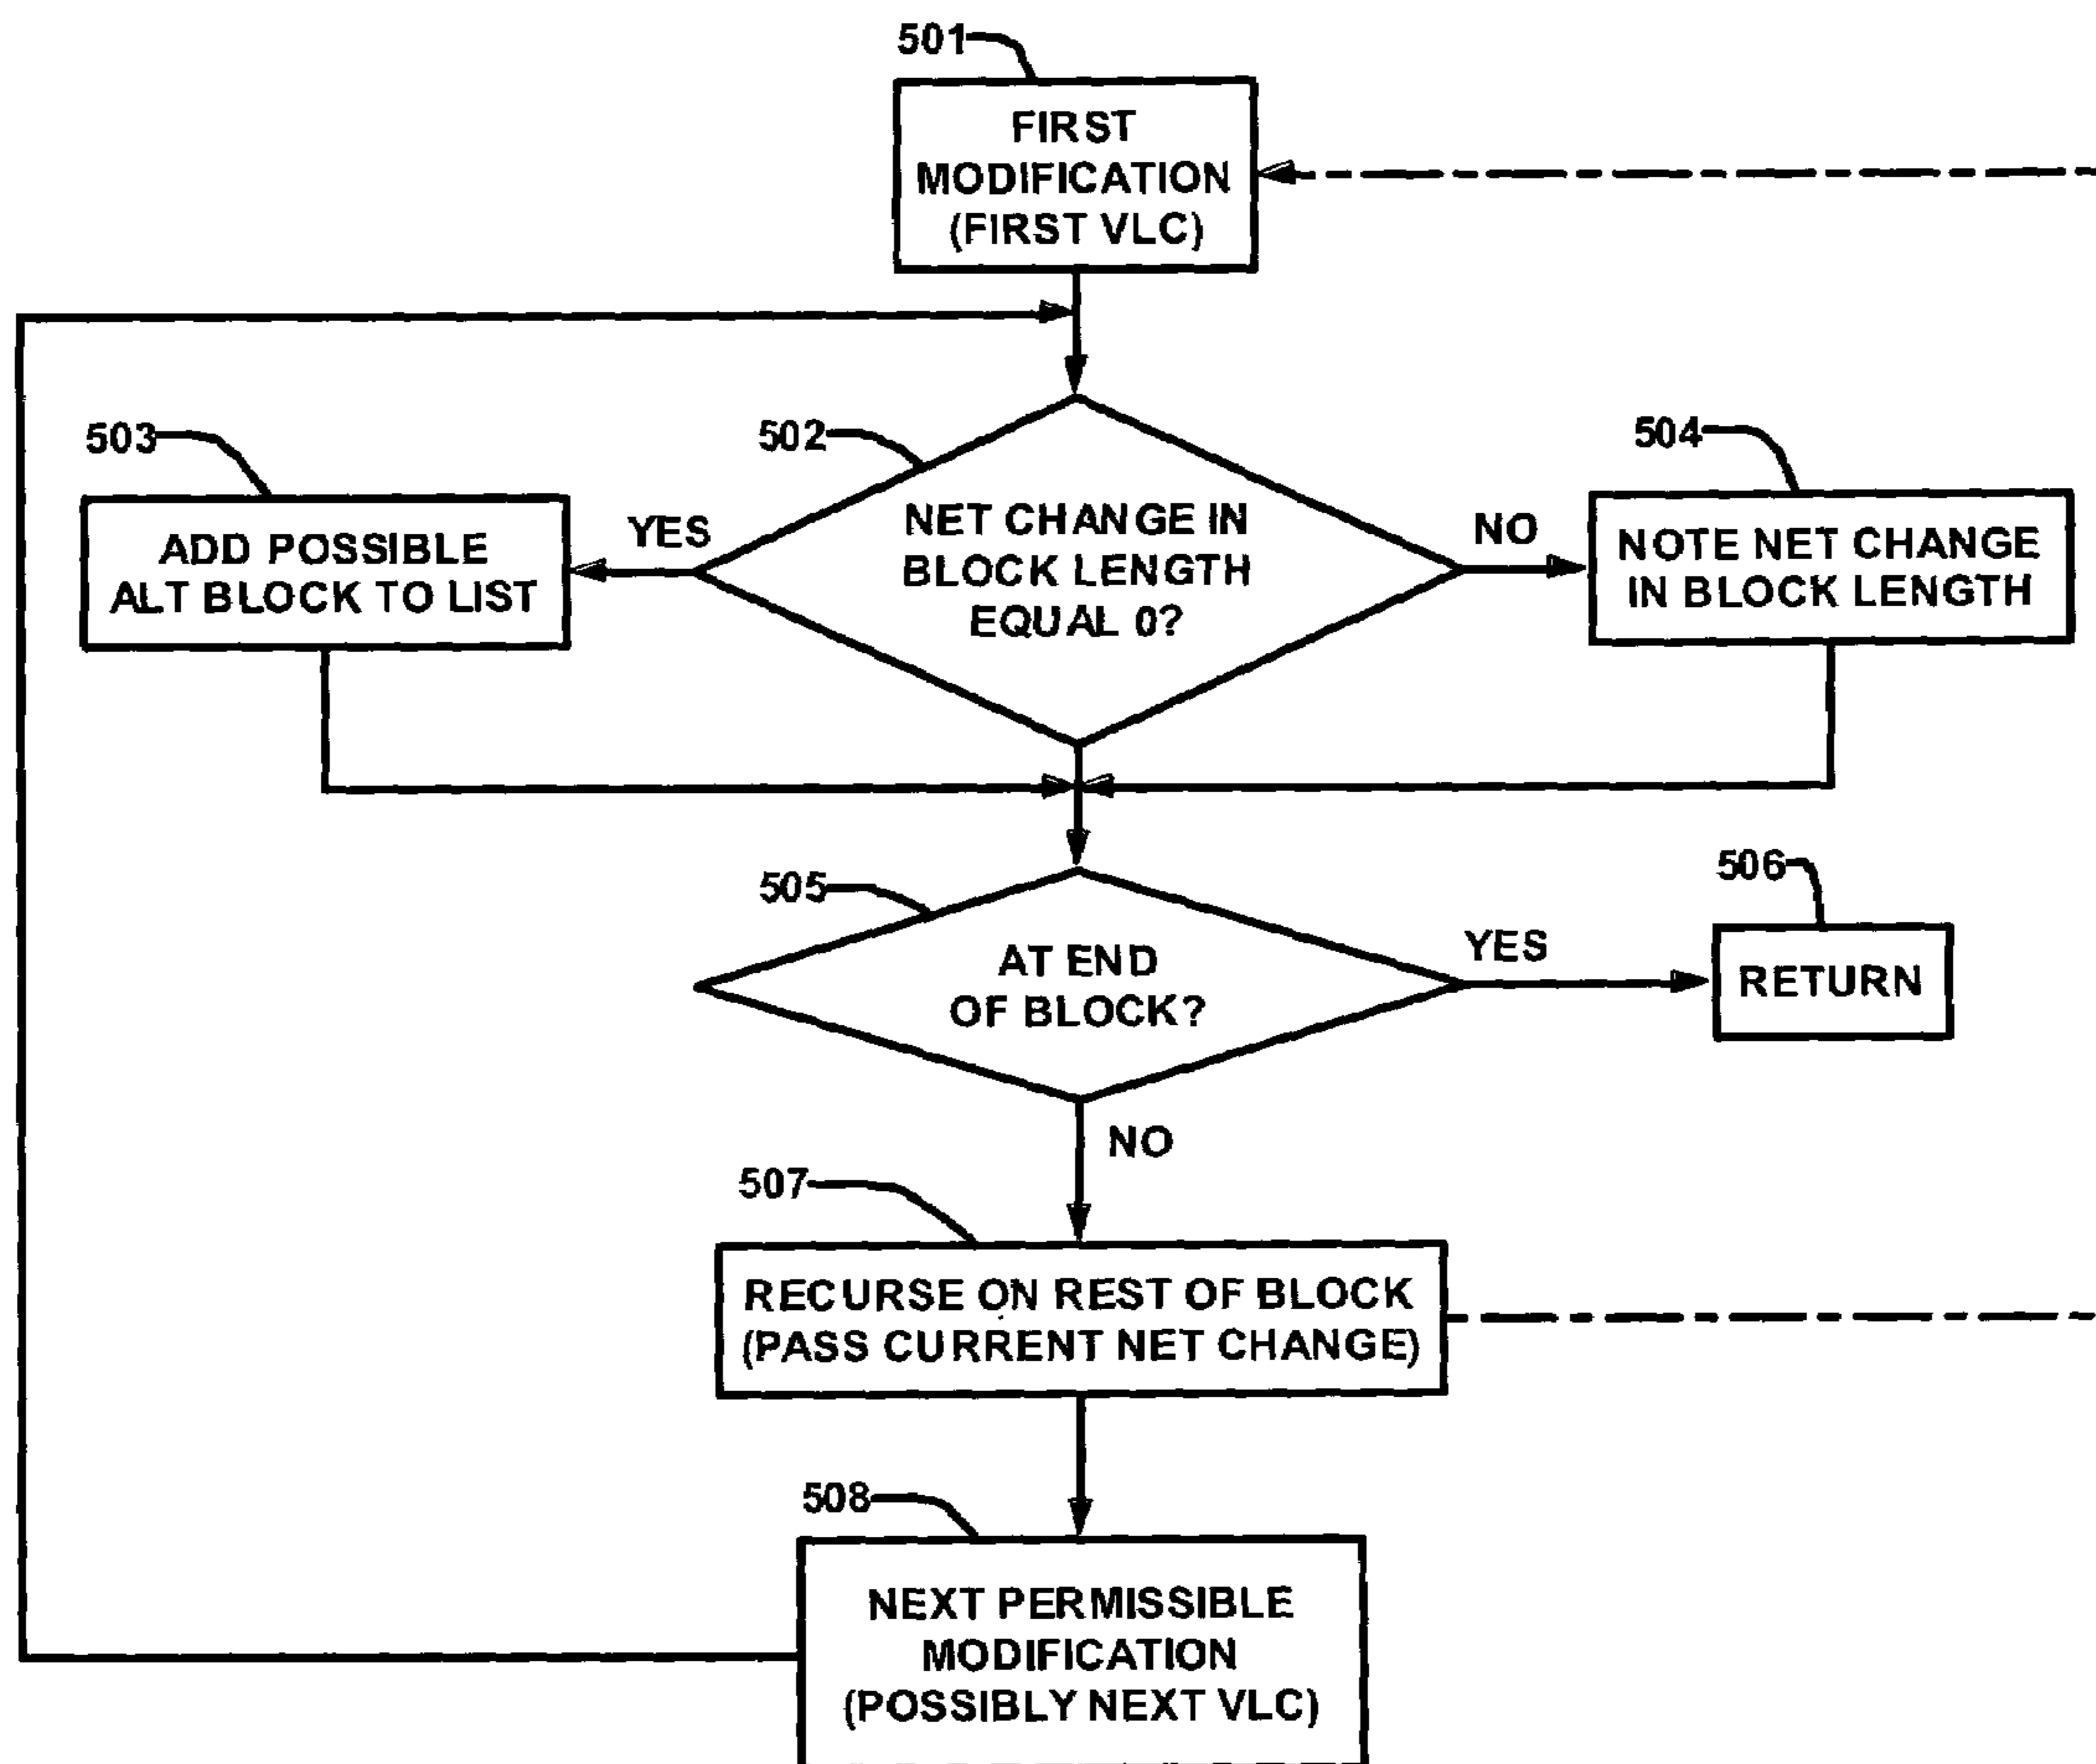 501
FIRST
MODIFICATION
(FIRST VLC)
503
ADD POSSIBLE
ALT BLOCK TO LIST
YES
502
NET CHANGE IN
BLOCK LENGTH
EQUAL 0?
NO
504
NOTE NET CHANGE
IN BLOCK LENGTH
505
AT END
OF BLOCK?
YES
506
RETURN
NO
507
RECURSE ON REST OF BLOCK
(PASS CURRENT NET CHANGE)
508
NEXT PERMISSIBLE
MODIFICATION
(POSSIBLY NEXT VLC)